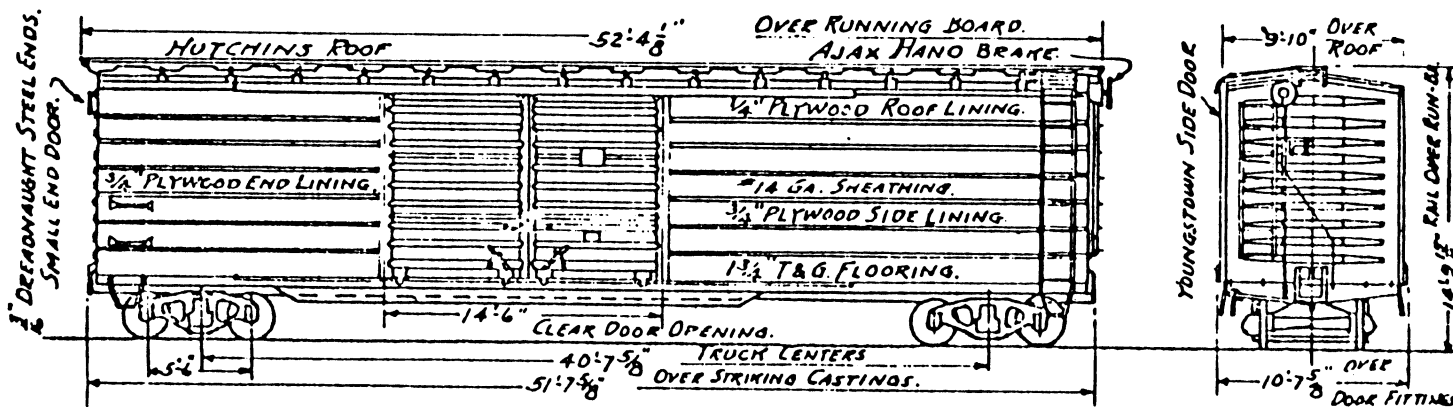 52'-4 1/8" OVER RUNNING BOARD.
HUTCHINS ROOF
AJAX HAND BRAKE.
DREADNAUGHT STEEL ENDS.
SMALL END DOOR.
1/4" PLYWOOD ROOF LINING.
3/4" PLYWOOD END LINING.
#14 GA. SHEATHING.
3/4" PLYWOOD SIDE LINING.
1 3/4" T&G. FLOORING.
14'-6"
CLEAR DOOR OPENING.
5'-6"
40'-7 5/8" TRUCK CENTERS
51'-7 5/8" OVER STRIKING CASTINGS.
YOUNGSTOWN SIDE DOOR
9'-10" OVER
ROOF
RAIL OVER RUN-BD.
10'-7 5/8" OVER
DOOR FITTING